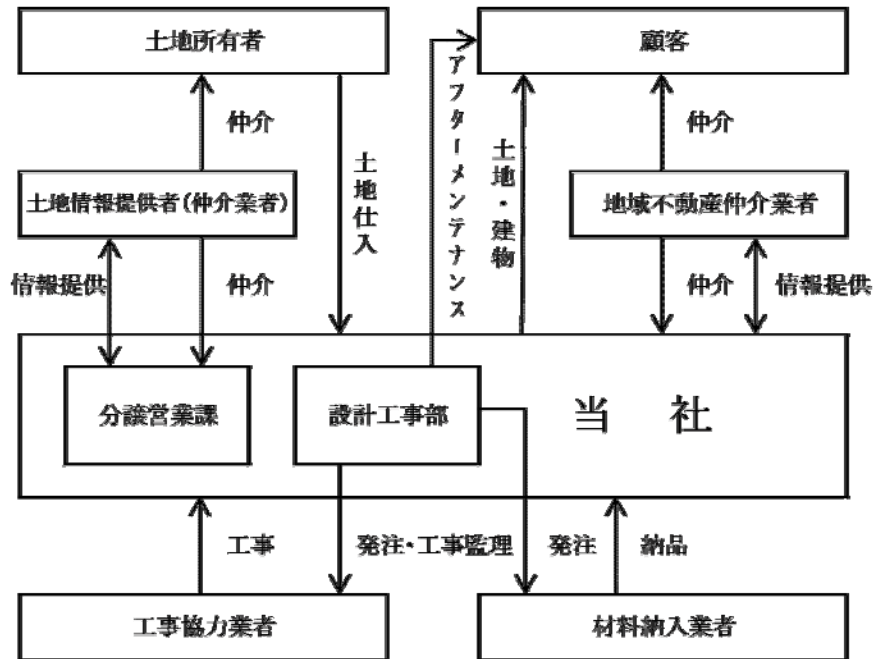 土地所有者
顧客
仲介
土地仕入
アフターメンテナンス
土地・建物
仲介
土地情報提供者(仲介業者)
地域不動産仲介業者
情報提供
仲介
仲介
情報提供
分譲営業課
設計工事部
当 社
工事
発注・工事監理
発注
納品
工事協力業者
材料納入業者